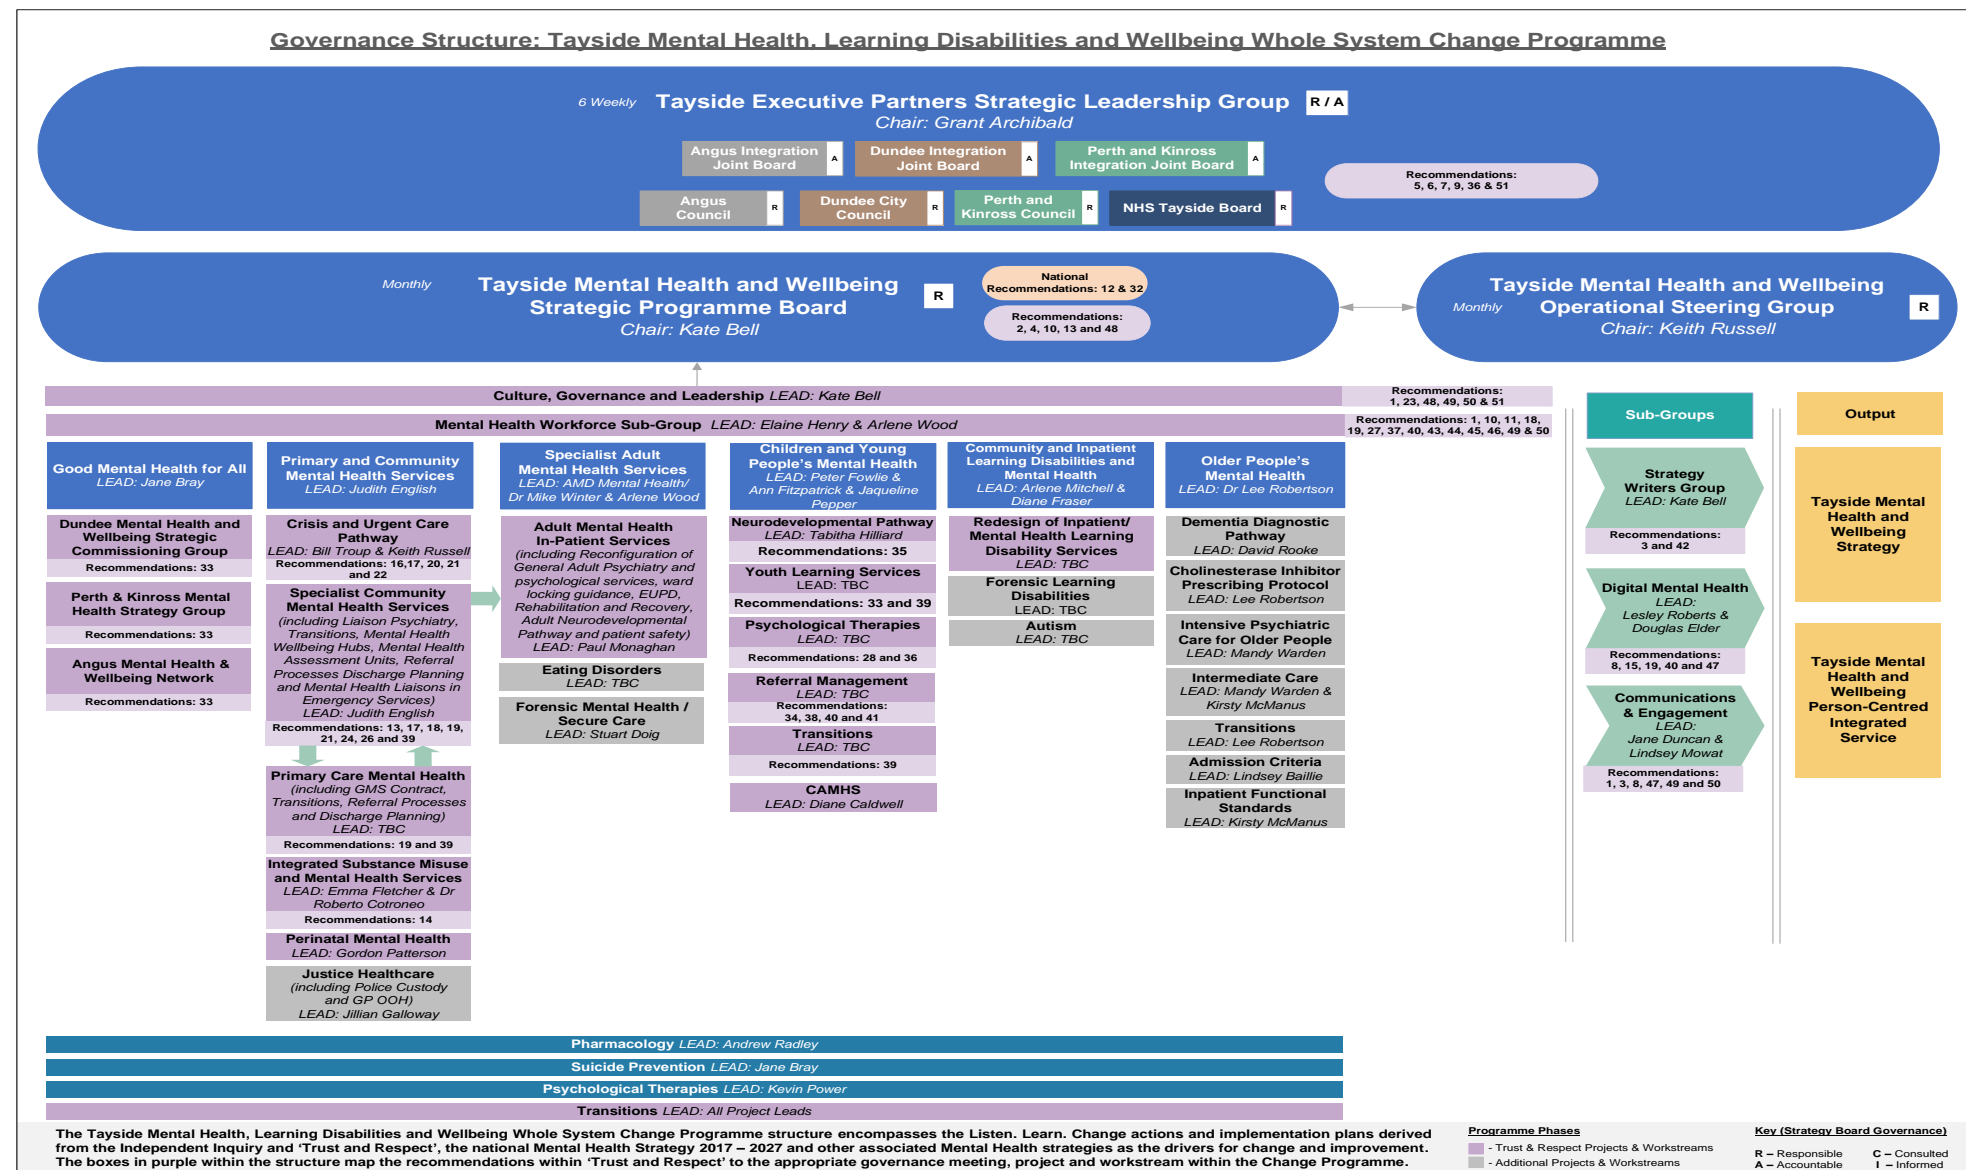 Governance Structure: Tayside Mental Health. Learning Disabilities and Wellbeing Whole System Change Programme
6 Weekly Tayside Executive Partners Strategic Leadership Group R / A
Chair: Grant Archibald
Angus Integration
Joint Board
A
Dundee Integration
Joint Board
A
Perth and Kinross
Integration Joint Board
A
Recommendations:
5, 6, 7, 9, 36 & 51
Angus
Council
R
Dundee City
Council
R
Perth and
Kinross Council
R
NHS Tayside Board
R
Monthly
Tayside Mental Health and Wellbeing
Strategic Programme Board
Chair: Kate Bell
R
National
Recommendations: 12 & 32
Recommendations:
2, 4, 10, 13 and 48
Monthly
Tayside Mental Health and Wellbeing
Operational Steering Group
Chair: Keith Russell
R
Culture, Governance and Leadership LEAD: Kate Bell
Recommendations:
1, 23, 48, 49, 50 & 51
Mental Health Workforce Sub-Group LEAD: Elaine Henry & Arlene Wood
Recommendations: 1, 10, 11, 18,
19, 27, 37, 40, 43, 44, 45, 46, 49 & 50
Good Mental Health for All
LEAD: Jane Bray
Dundee Mental Health and
Wellbeing Strategic
Commissioning Group
Recommendations: 33
Perth & Kinross Mental
Health Strategy Group
Recommendations: 33
Angus Mental Health &
Wellbeing Network
Recommendations: 33
Primary and Community
Mental Health Services
LEAD: Judith English
Crisis and Urgent Care
Pathway
LEAD: Bill Troup & Keith Russell
Recommendations: 16,17, 20, 21
and 22
Specialist Community
Mental Health Services
(including Liaison Psychiatry,
Transitions, Mental Health
Wellbeing Hubs, Mental Health
Assessment Units, Referral
Processes Discharge Planning
and Mental Health Liaisons in
Emergency Services)
LEAD: Judith English
Recommendations: 13, 17, 18, 19,
21, 24, 26 and 39
Primary Care Mental Health
(including GMS Contract,
Transitions, Referral Processes
and Discharge Planning)
LEAD: TBC
Recommendations: 19 and 39
Integrated Substance Misuse
and Mental Health Services
LEAD: Emma Fletcher & Dr
Roberto Cotroneo
Recommendations: 14
Perinatal Mental Health
LEAD: Gordon Patterson
Justice Healthcare
(including Police Custody
and GP OOH)
LEAD: Jillian Galloway
Specialist Adult
Mental Health Services
LEAD: AMD Mental Health/
Dr Mike Winter & Arlene Wood
Adult Mental Health
In-Patient Services
(including Reconfiguration of
General Adult Psychiatry and
psychological services, ward
locking guidance, EUPD,
Rehabilitation and Recovery,
Adult Neurodevelopmental
Pathway and patient safety)
LEAD: Paul Monaghan
Eating Disorders
LEAD: TBC
Forensic Mental Health /
Secure Care
LEAD: Stuart Doig
Children and Young
People's Mental Health
LEAD: Peter Fowlie &
Ann Fitzpatrick & Jaqueline
Pepper
Neurodevelopmental Pathway
LEAD: Tabitha Hilliard
Recommendations: 35
Youth Learning Services
LEAD: TBC
Recommendations: 33 and 39
Psychological Therapies
LEAD: TBC
Recommendations: 28 and 36
Referral Management
LEAD: TBC
Recommendations:
34, 38, 40 and 41
Transitions
LEAD: TBC
Recommendations: 39
CAMHS
LEAD: Diane Caldwell
Community and Inpatient
Learning Disabilities and
Mental Health
LEAD: Arlene Mitchell &
Diane Fraser
Redesign of Inpatient/
Mental Health Learning
Disability Services
LEAD: TBC
Forensic Learning
Disabilities
LEAD: TBC
Autism
LEAD: TBC
Older People's
Mental Health
LEAD: Dr Lee Robertson
Dementia Diagnostic
Pathway
LEAD: David Rooke
Cholinesterase Inhibitor
Prescribing Protocol
LEAD: Lee Robertson
Intensive Psychiatric
Care for Older People
LEAD: Mandy Warden
Intermediate Care
LEAD: Mandy Warden &
Kirsty McManus
Transitions
LEAD: Lee Robertson
Admission Criteria
LEAD: Lindsey Baillie
Inpatient Functional
Standards
LEAD: Kirsty McManus
Sub-Groups
Strategy
Writers Group
LEAD: Kate Bell
Recommendations:
3 and 42
Digital Mental Health
LEAD:
Lesley Roberts &
Douglas Elder
Recommendations:
8, 15, 19, 40 and 47
Communications
& Engagement
LEAD:
Jane Duncan &
Lindsey Mowat
Recommendations:
1, 3, 8, 47, 49 and 50
Output
Tayside Mental
Health and
Wellbeing
Strategy
Tayside Mental
Health and
Wellbeing
Person-Centred
Integrated
Service
Pharmacology LEAD: Andrew Radley
Suicide Prevention LEAD: Jane Bray
Psychological Therapies LEAD: Kevin Power
Transitions LEAD: All Project Leads
The Tayside Mental Health, Learning Disabilities and Wellbeing Whole System Change Programme structure encompasses the Listen. Learn. Change actions and implementation plans derived
from the Independent Inquiry and ‘Trust and Respect’, the national Mental Health Strategy 2017 – 2027 and other associated Mental Health strategies as the drivers for change and improvement.
The boxes in purple within the structure map the recommendations within ‘Trust and Respect’ to the appropriate governance meeting, project and workstream within the Change Programme.
Programme Phases
- Trust & Respect Projects & Workstreams
- Additional Projects & Workstreams
Key (Strategy Board Governance)
R – Responsible C – Consulted
A – Accountable I – Informed